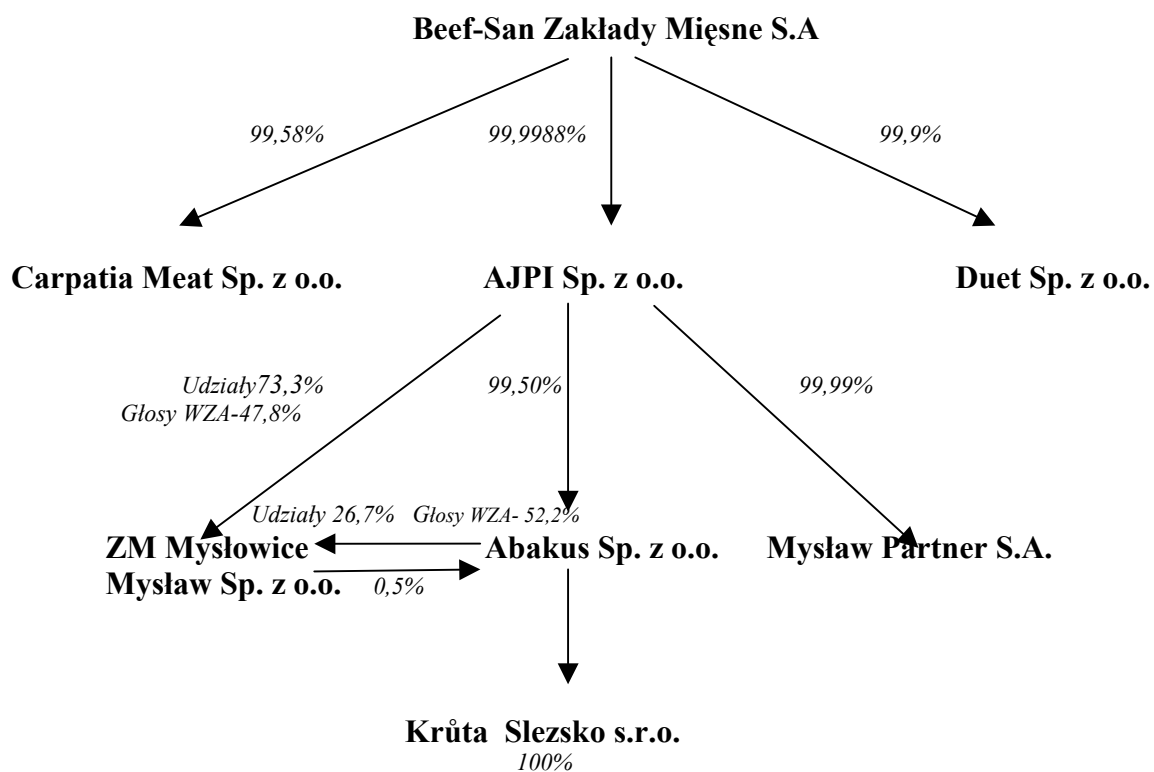 Beef-San Zakłady Mięsne S.A
99,58%
99,9988%
99,9%
Carpatia Meat Sp. z o.o.
AJPI Sp. z o.o.
Duet Sp. z o.o.
Udziały73,3%
Głosy WZA-47,8%
99,50%
99,99%
Udziały 26,7%
Głosy WZA- 52,2%
ZM Mysłowice
Mysław Sp. z o.o.
0,5%
Abakus Sp. z o.o.
Mysław Partner S.A.
Krůta Slezsko s.r.o.
100%